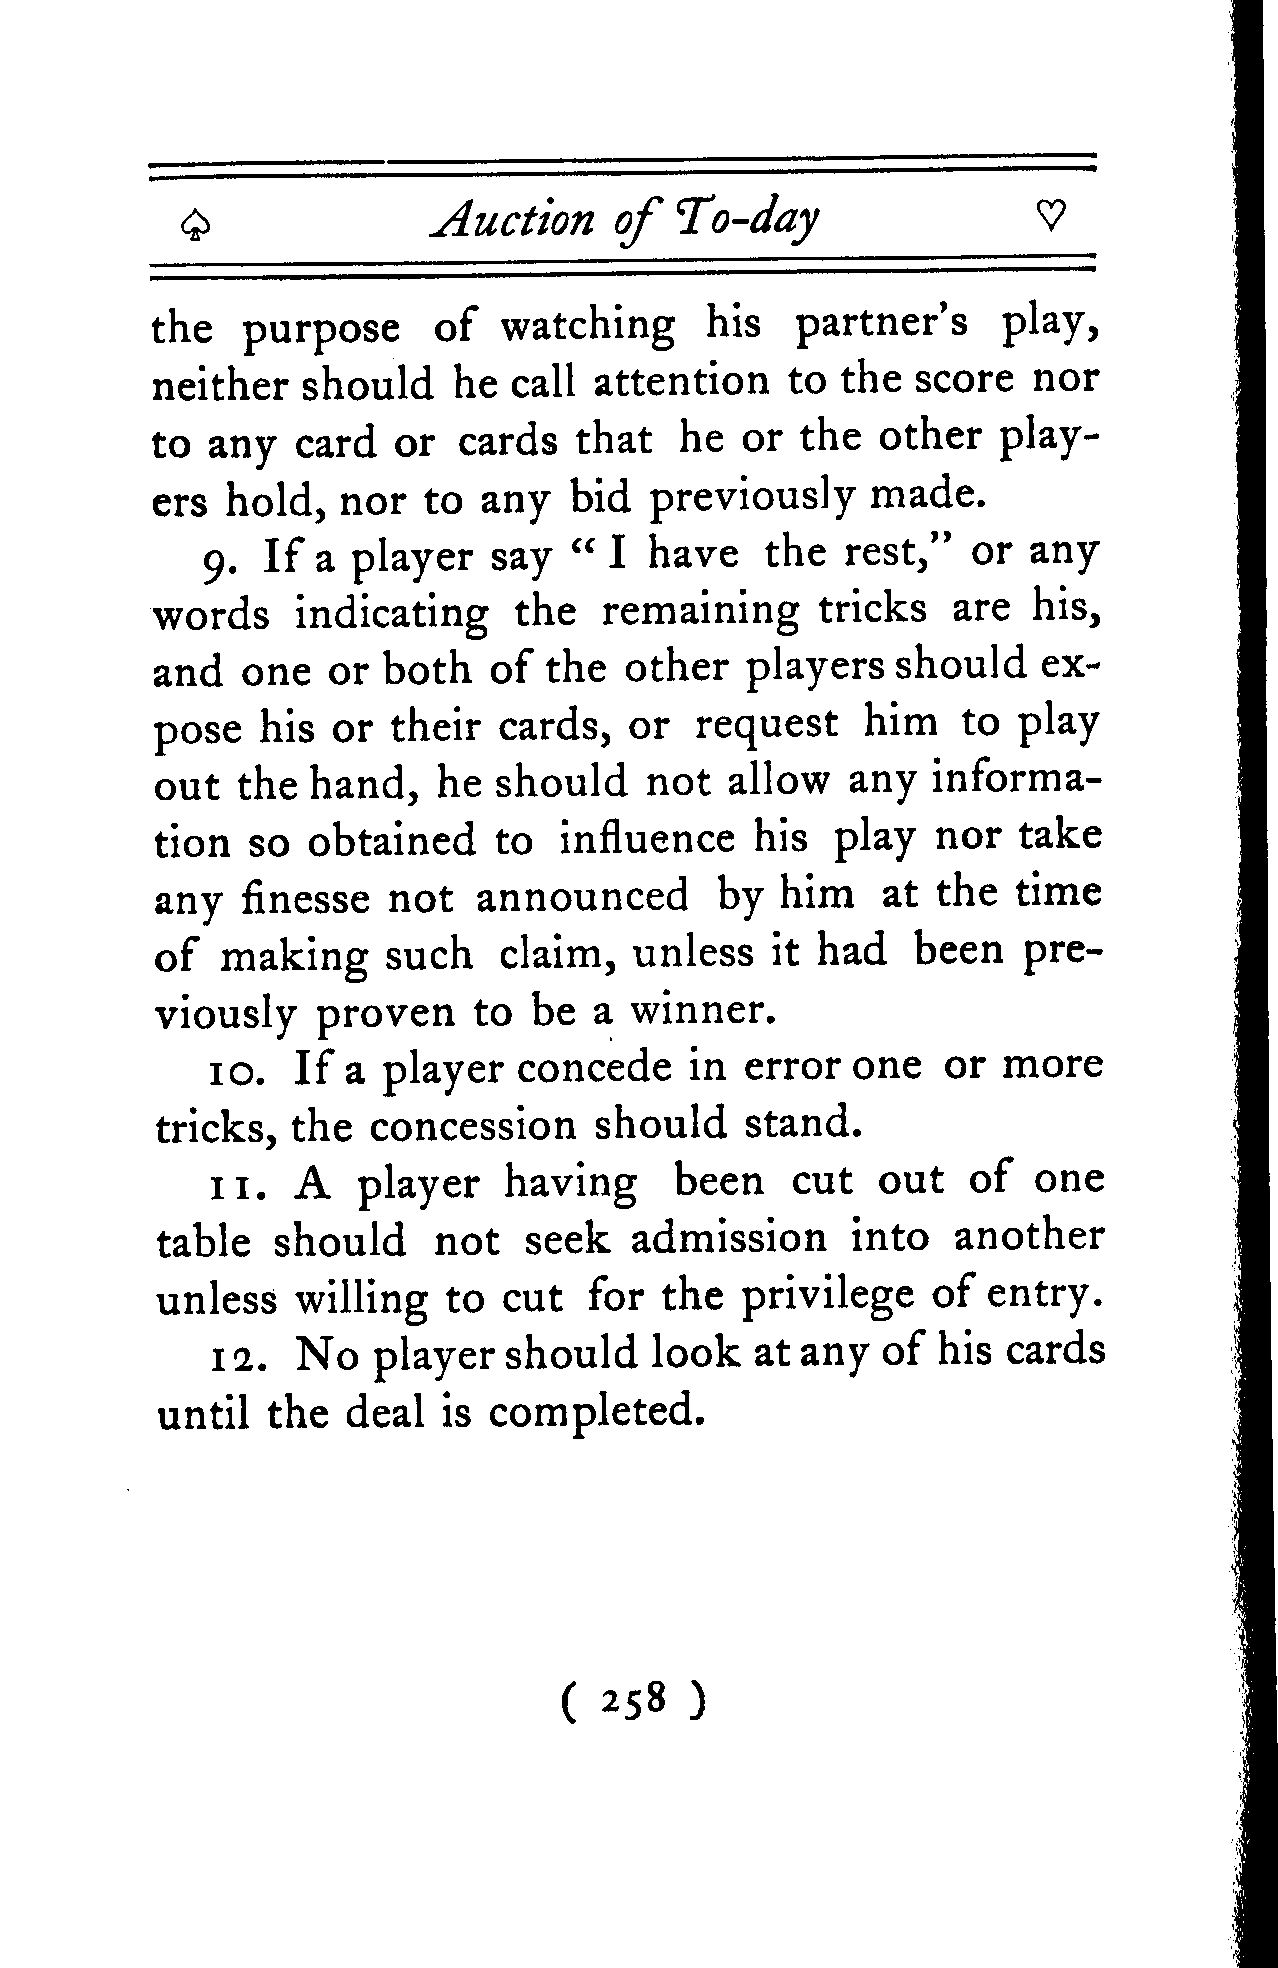 ♤ Auction of To-day ♡
the purpose of watching his partner's play,
neither should he call attention to the score nor
to any card or cards that he or the other play-
ers hold, nor to any bid previously made.
9. If a player say “ I have the rest,” or any
words indicating the remaining tricks are his,
and one or both of the other players should ex-
pose his or their cards, or request him to play
out the hand, he should not allow any informa-
tion so obtained to influence his play nor take
any finesse not announced by him at the time
of making such claim, unless it had been pre-
viously proven to be a winner.
10. If a player concede in error one or more
tricks, the concession should stand.
11. A player having been cut out of one
table should not seek admission into another
unless willing to cut for the privilege of entry.
12. No player should look at any of his cards
until the deal is completed.
( 258 )